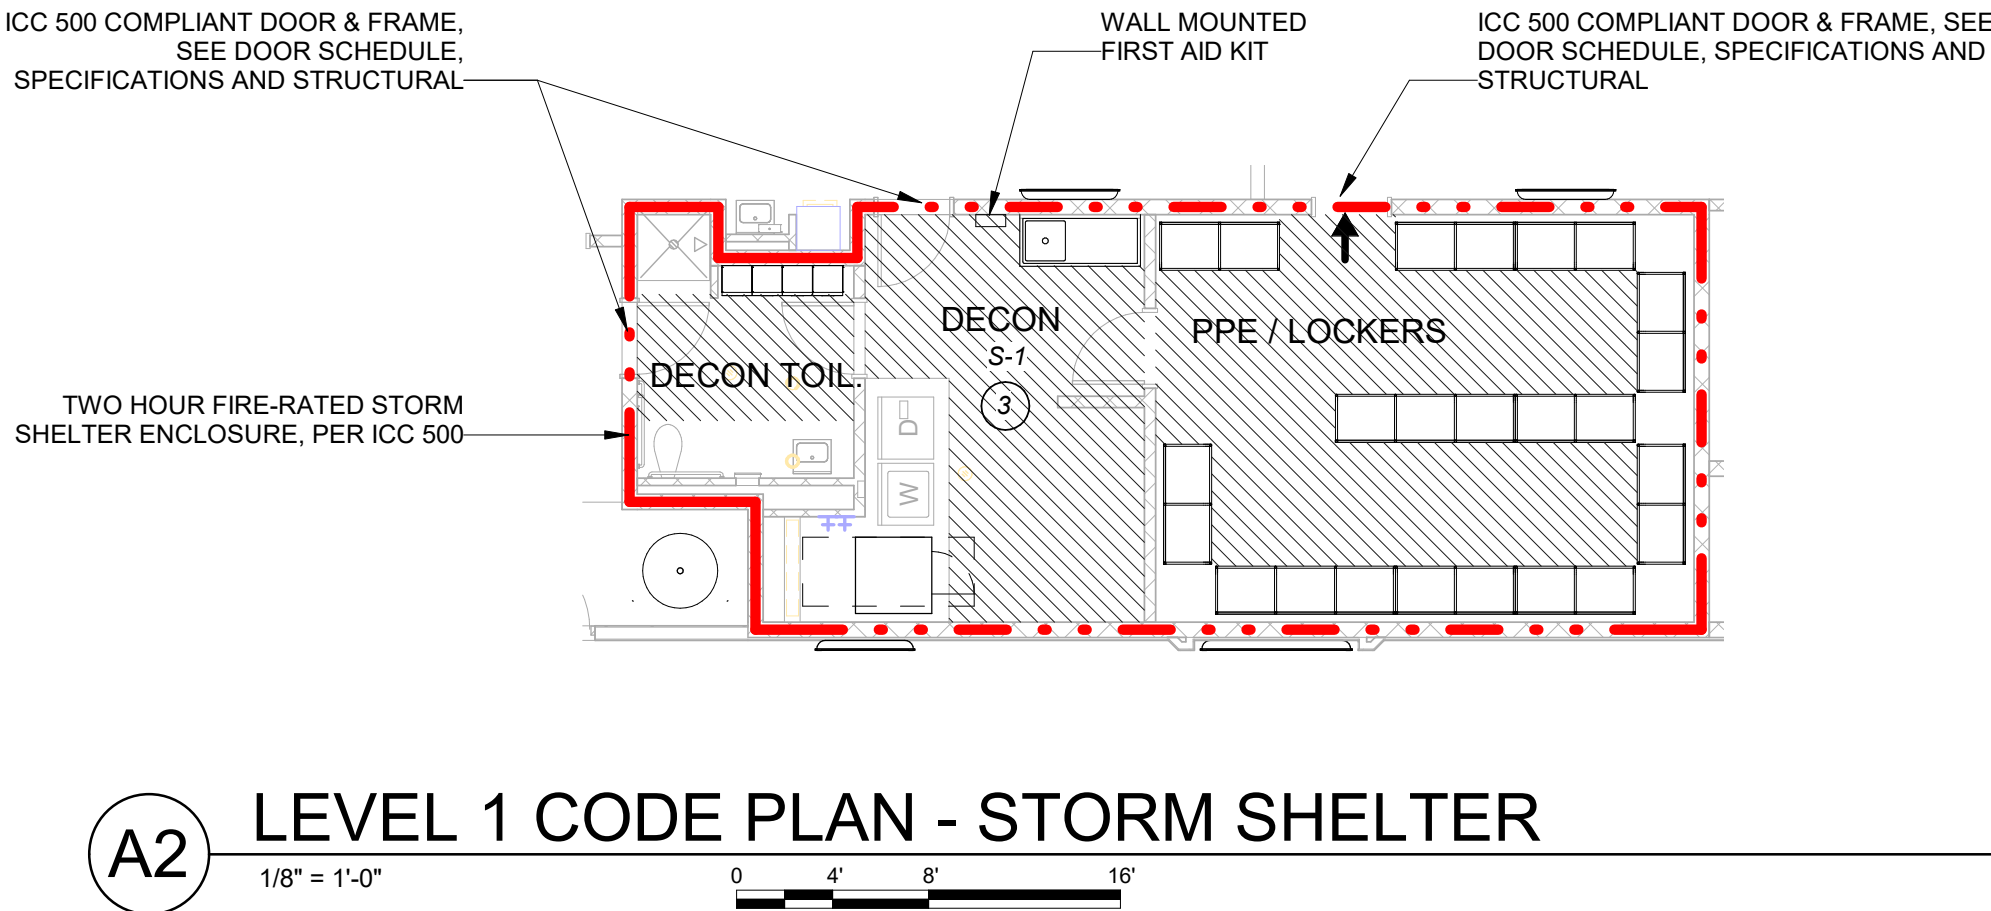 ICC 500 COMPLIANT DOOR & FRAME,
SEE DOOR SCHEDULE,
SPECIFICATIONS AND STRUCTURAL
WALL MOUNTED
FIRST AID KIT
ICC 500 COMPLIANT DOOR & FRAME, SEE
DOOR SCHEDULE, SPECIFICATIONS AND
STRUCTURAL
TWO HOUR FIRE-RATED STORM
SHELTER ENCLOSURE, PER ICC 500
DECON TOIL.
DECON
S-1
3
PPE / LOCKERS
D
W
A2
LEVEL 1 CODE PLAN - STORM SHELTER
1/8" = 1'-0"
0 4' 8' 16'